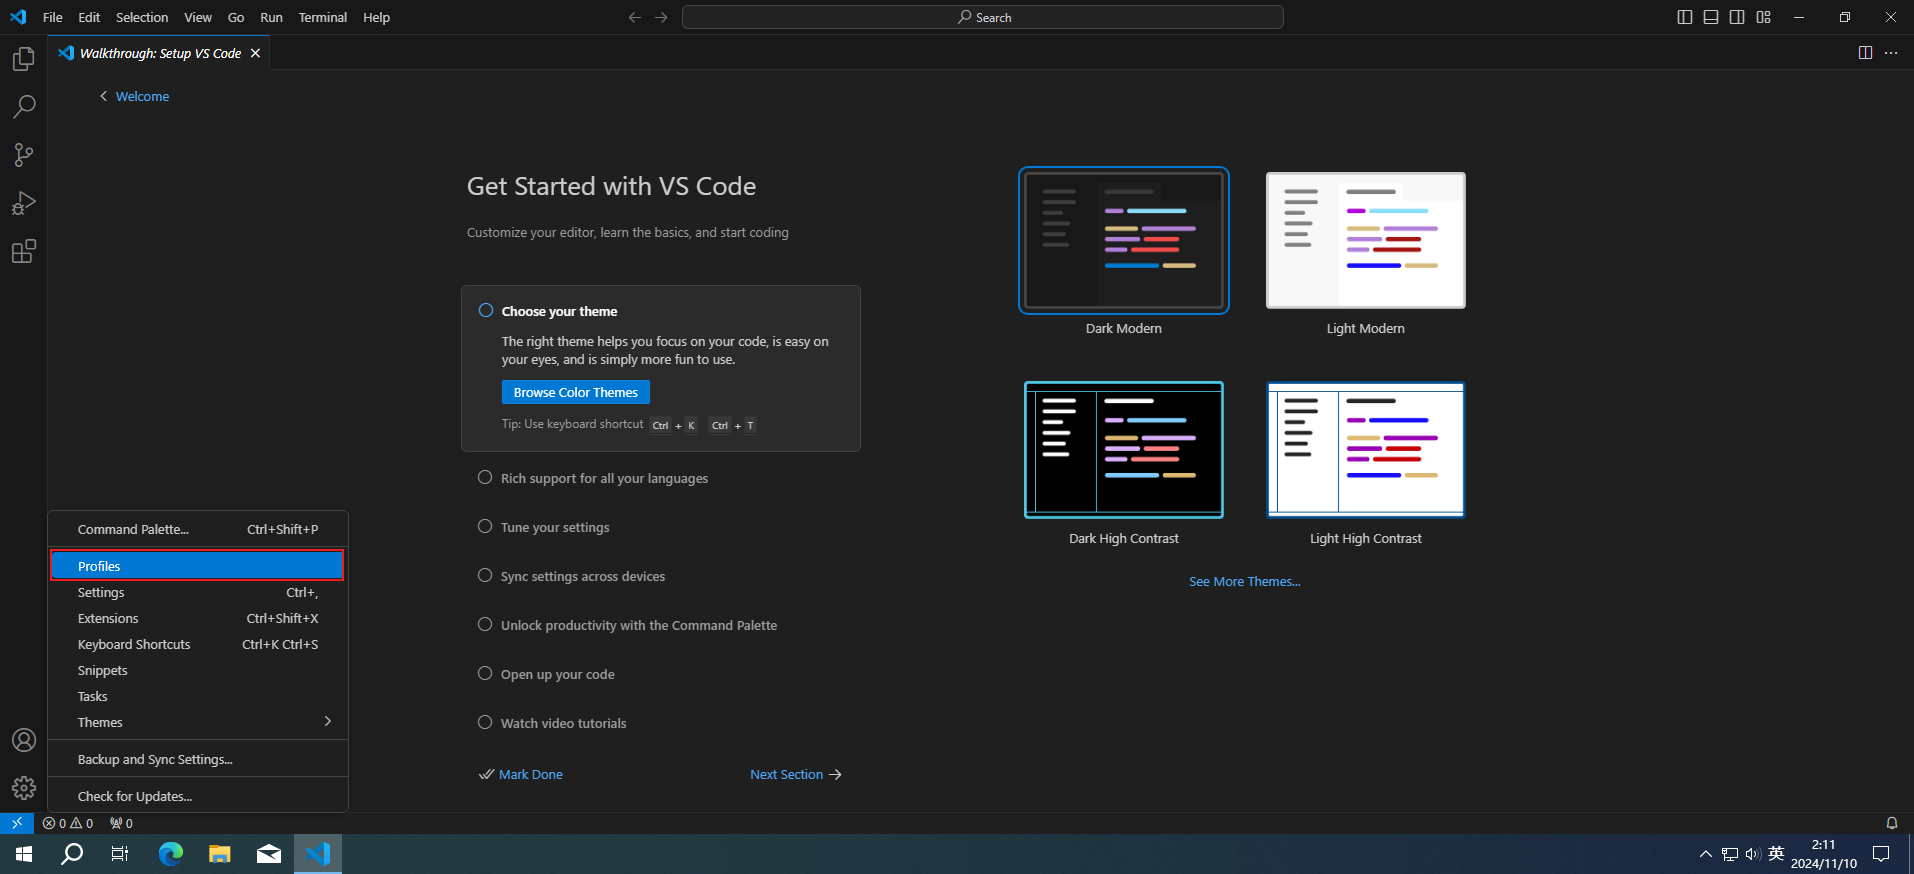 File Edit Selection View Go Run Terminal Help
Search
Walkthrough: Setup VS Code
Welcome
Get Started with VS Code
Customize your editor, learn the basics, and start coding
Choose your theme
The right theme helps you focus on your code, is easy on
your eyes, and is simply more fun to use.
Browse Color Themes
Tip: Use keyboard shortcut Ctrl + K Ctrl + T
Rich support for all your languages
Tune your settings
Sync settings across devices
Unlock productivity with the Command Palette
Open up your code
Watch video tutorials
Mark Done
Next Section
Dark Modern
Light Modern
Dark High Contrast
Light High Contrast
See More Themes...
Command Palette... Ctrl+Shift+P
Profiles
Settings Ctrl+,
Extensions Ctrl+Shift+X
Keyboard Shortcuts Ctrl+K Ctrl+S
Snippets
Tasks
Themes
Backup and Sync Settings...
Check for Updates...
0 0 0
英
2:11
2024/11/10